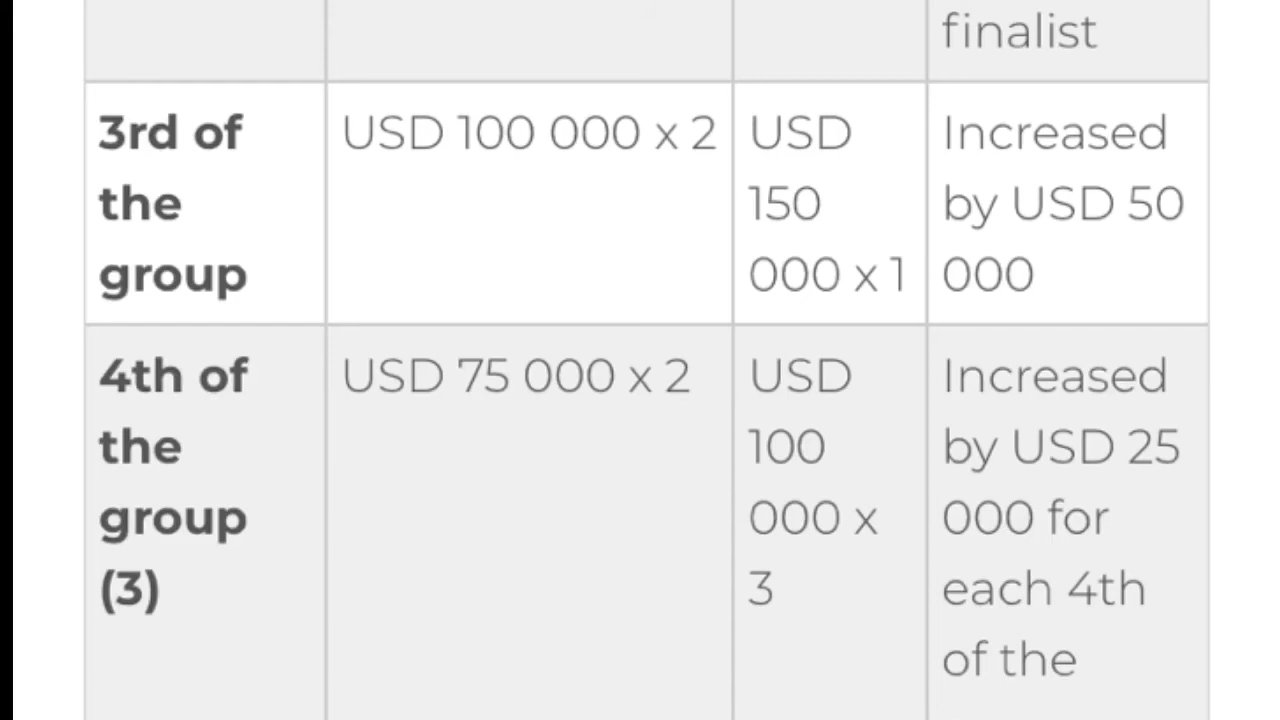 finalist
3rd of the group
USD 100 000 x 2
USD 150 000 x 1
Increased by USD 50 000
4th of the group (3)
USD 75 000 x 2
USD 100 000 x 3
Increased by USD 25 000 for each 4th of the